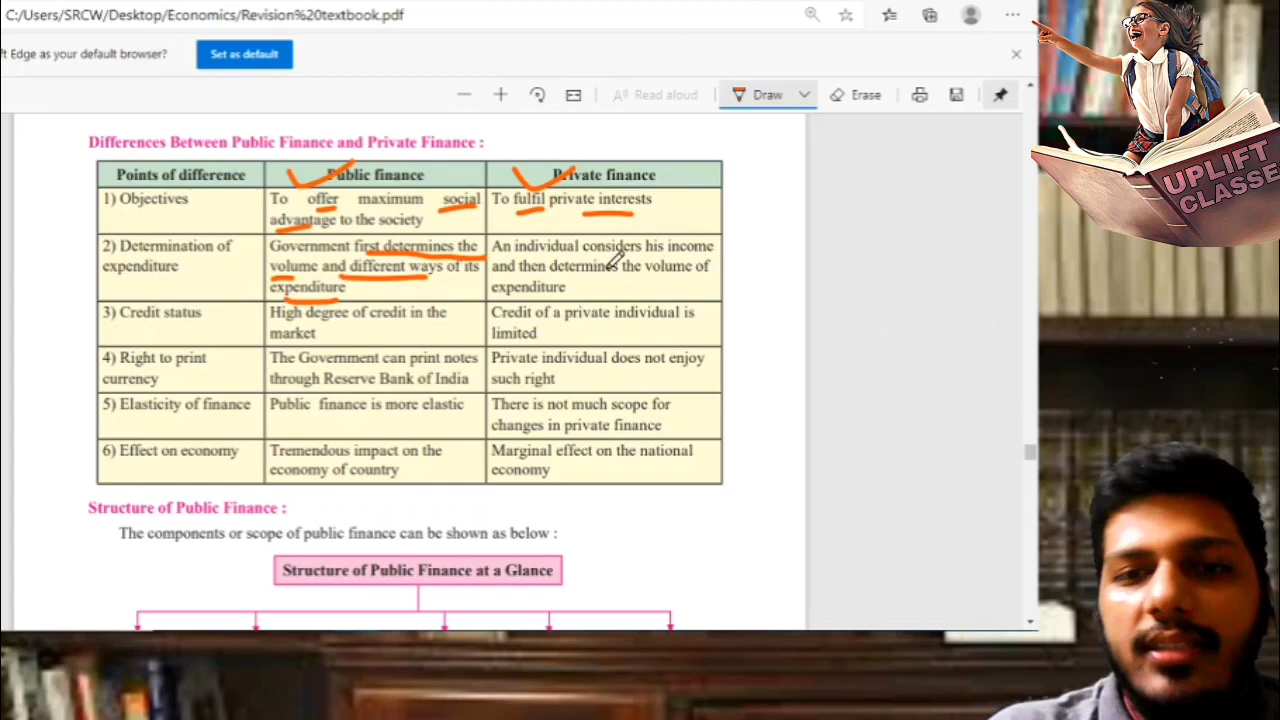 C:/Users/SRCW/Desktop/Economics/Revision%20textbook.pdf
ft Edge as your default browser?
Set as default
Read aloud
Draw
Erase
UPLIFT
CLASSE
Differences Between Public Finance and Private Finance :
Points of difference
Public finance
Private finance
1) Objectives
To offer maximum social
advantage to the society
To fulfil private interests
2) Determination of
expenditure
Government first determines the
volume and different ways of its
expenditure
An individual considers his income
and then determines the volume of
expenditure
3) Credit status
High degree of credit in the
market
Credit of a private individual is
limited
4) Right to print
currency
The Government can print notes
through Reserve Bank of India
Private individual does not enjoy
such right
5) Elasticity of finance
Public finance is more elastic
There is not much scope for
changes in private finance
6) Effect on economy
Tremendous impact on the
economy of country
Marginal effect on the national
economy
Structure of Public Finance :
The components or scope of public finance can be shown as below :
Structure of Public Finance at a Glance